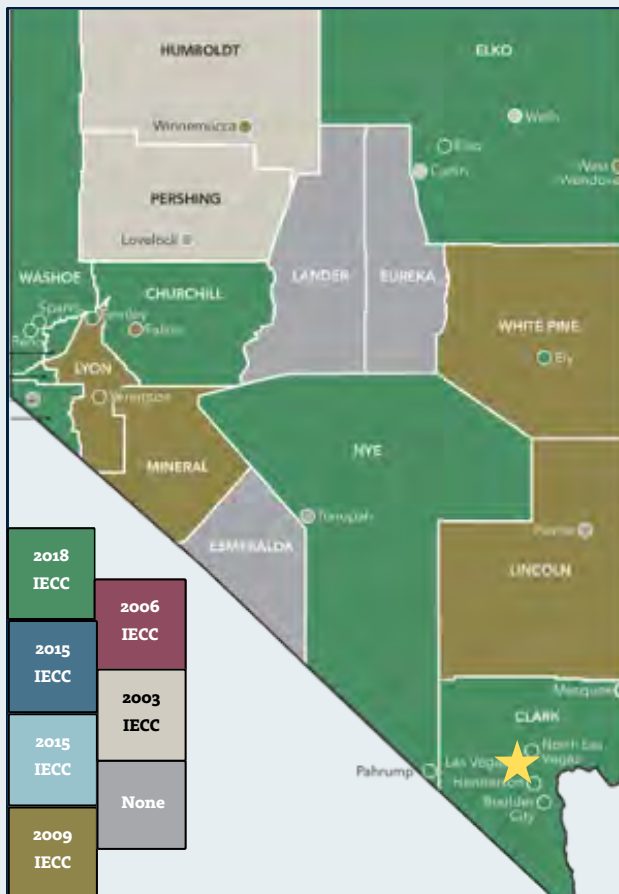 HUMBOLDT
ELKO
Winnemucca
Wells
Elko
Carlin
West
Wendover
PERSHING
Lovelock
LANDER
EUREKA
WASHOE
CHURCHILL
Sparks
Fernley
Reno
Fallon
WHITE PINE
Ely
LYON
Yerington
NYE
MINERAL
Tonopah
ESMERALDA
Pioche
LINCOLN
2018
IECC
2006
IECC
2015
IECC
2003
IECC
2015
IECC
None
2009
IECC
Mesquite
CLARK
North Las
Vegas
Las Vegas
Pahrump
Henderson
Boulder
City